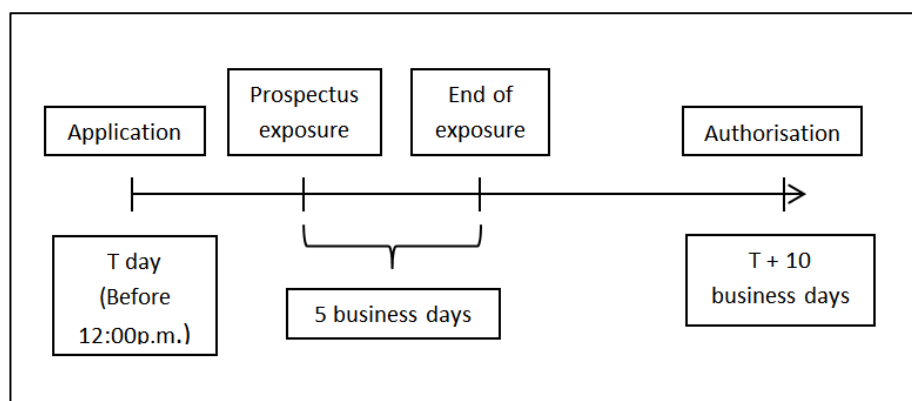 Application
Prospectus
exposure
End of
exposure
Authorisation
T day
(Before
12:00p.m.)
5 business days
T + 10
business days